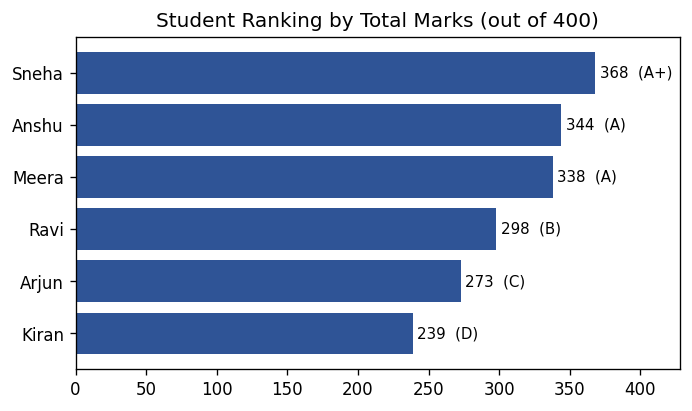 Student Ranking by Total Marks (out of 400)
Sneha 368 (A+)
Anshu 344 (A)
Meera 338 (A)
Ravi 298 (B)
Arjun 273 (C)
Kiran 239 (D)
0 50 100 150 200 250 300 350 400